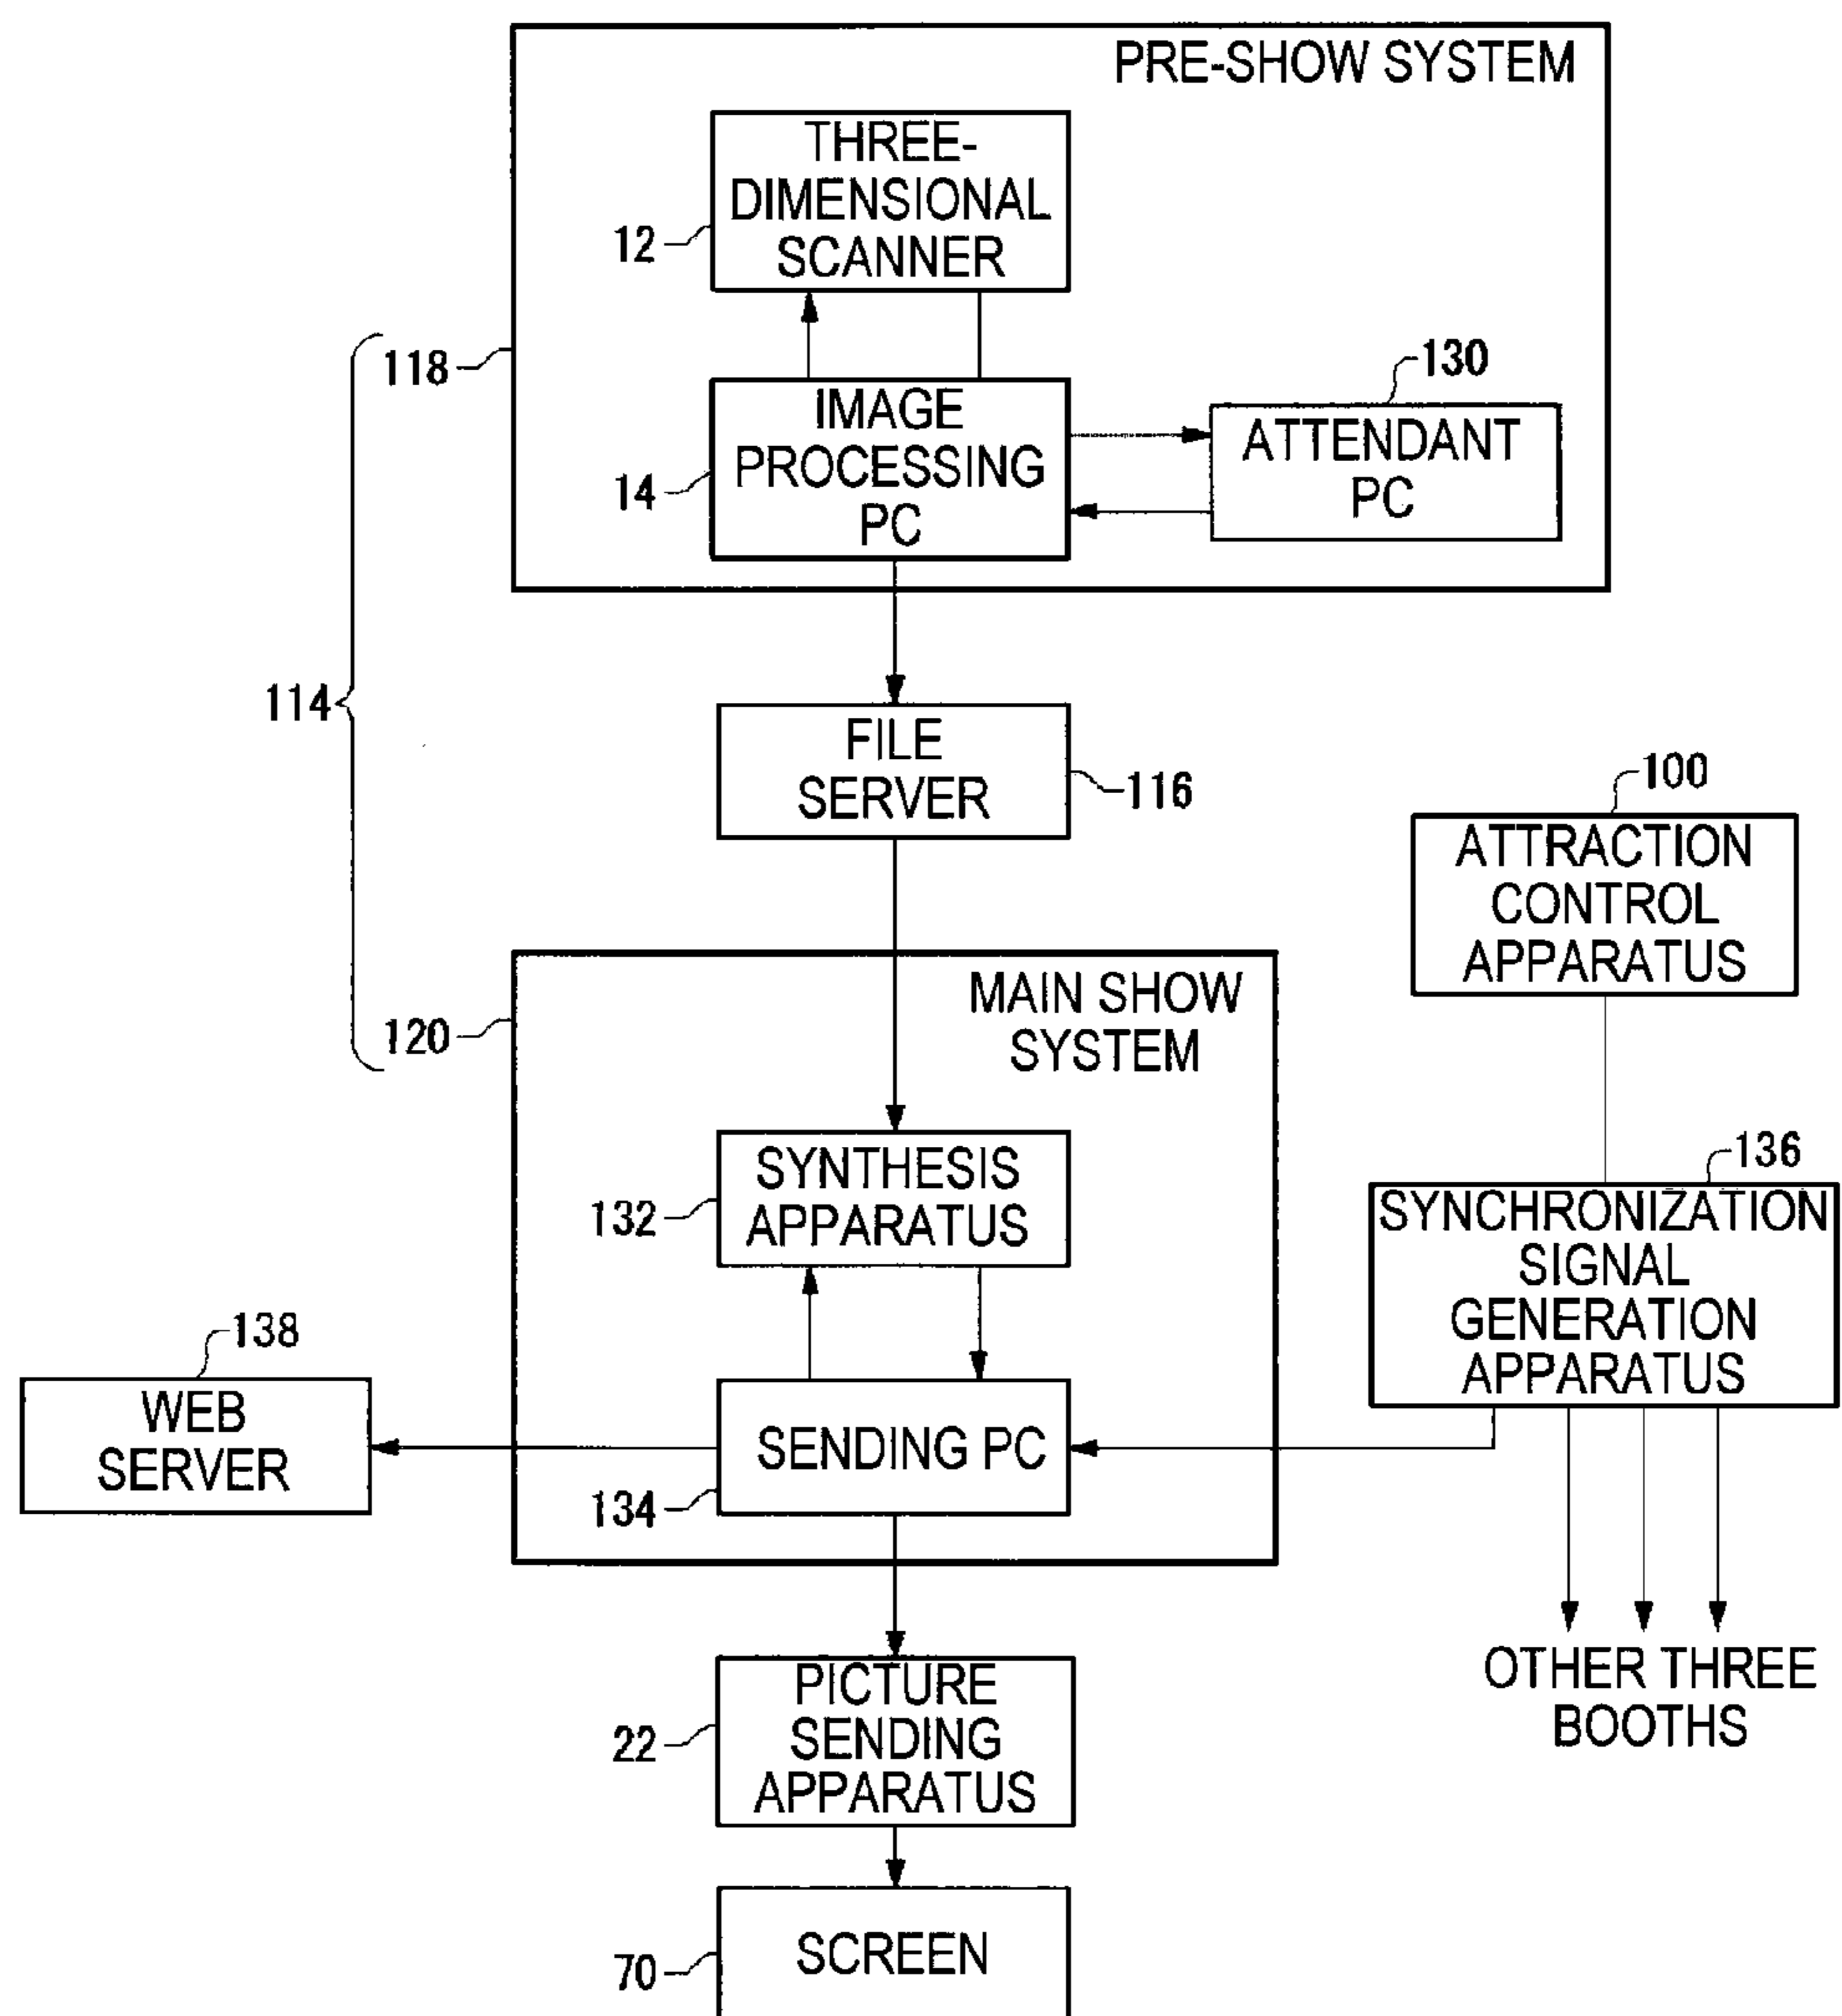 PRE-SHOW SYSTEM
THREE-
DIMENSIONAL
SCANNER
12
118
130
IMAGE
PROCESSING
PC
14
ATTENDANT
PC
114
FILE
SERVER
116
100
ATTRACTION
CONTROL
APPARATUS
MAIN SHOW
SYSTEM
120
136
SYNTHESIS
APPARATUS
132
SYNCHRONIZATION
SIGNAL
GENERATION
APPARATUS
138
WEB
SERVER
SENDING PC
134
OTHER THREE
BOOTHS
PICTURE
SENDING
APPARATUS
22
SCREEN
70